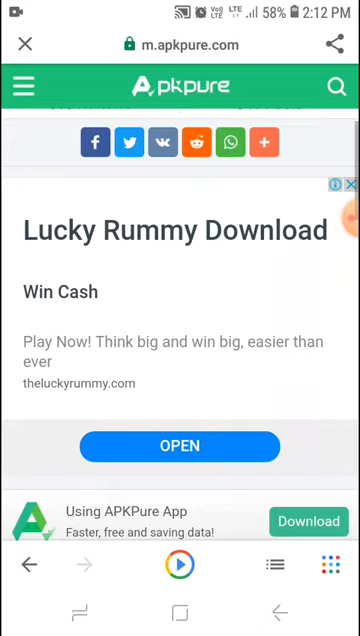 LTE 58% 2:12 PM
m.apkpure.com
Apkpure
Lucky Rummy Download
Win Cash
Play Now! Think big and win big, easier than
ever
theluckyrummy.com
OPEN
Using APKPure App
Faster, free and saving data!
Download